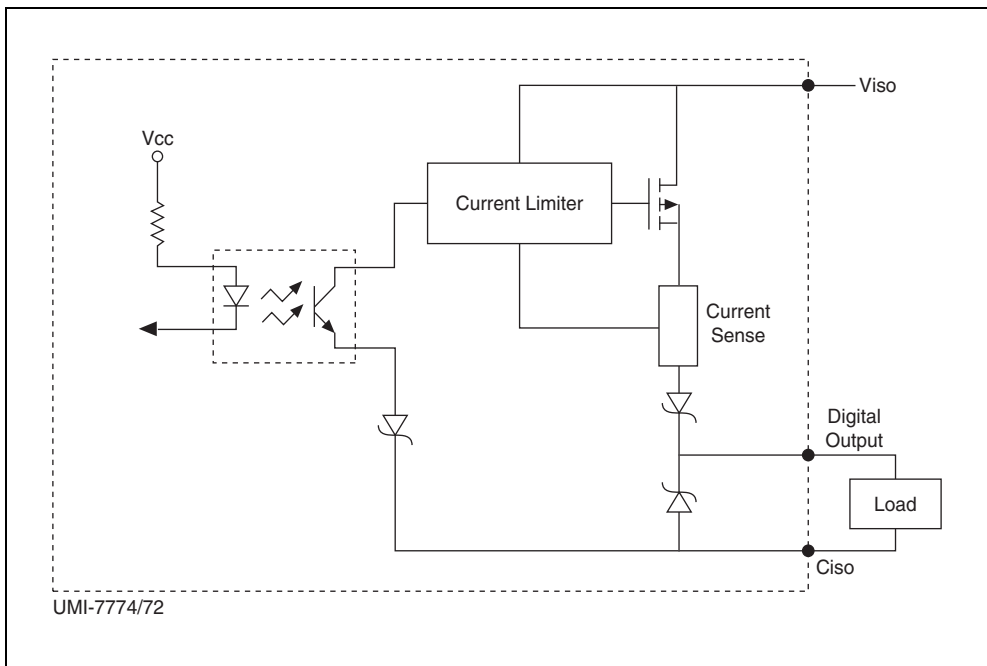 Viso
Vcc
Current Limiter
Current
Sense
Digital
Output
Load
Ciso
UMI-7774/72